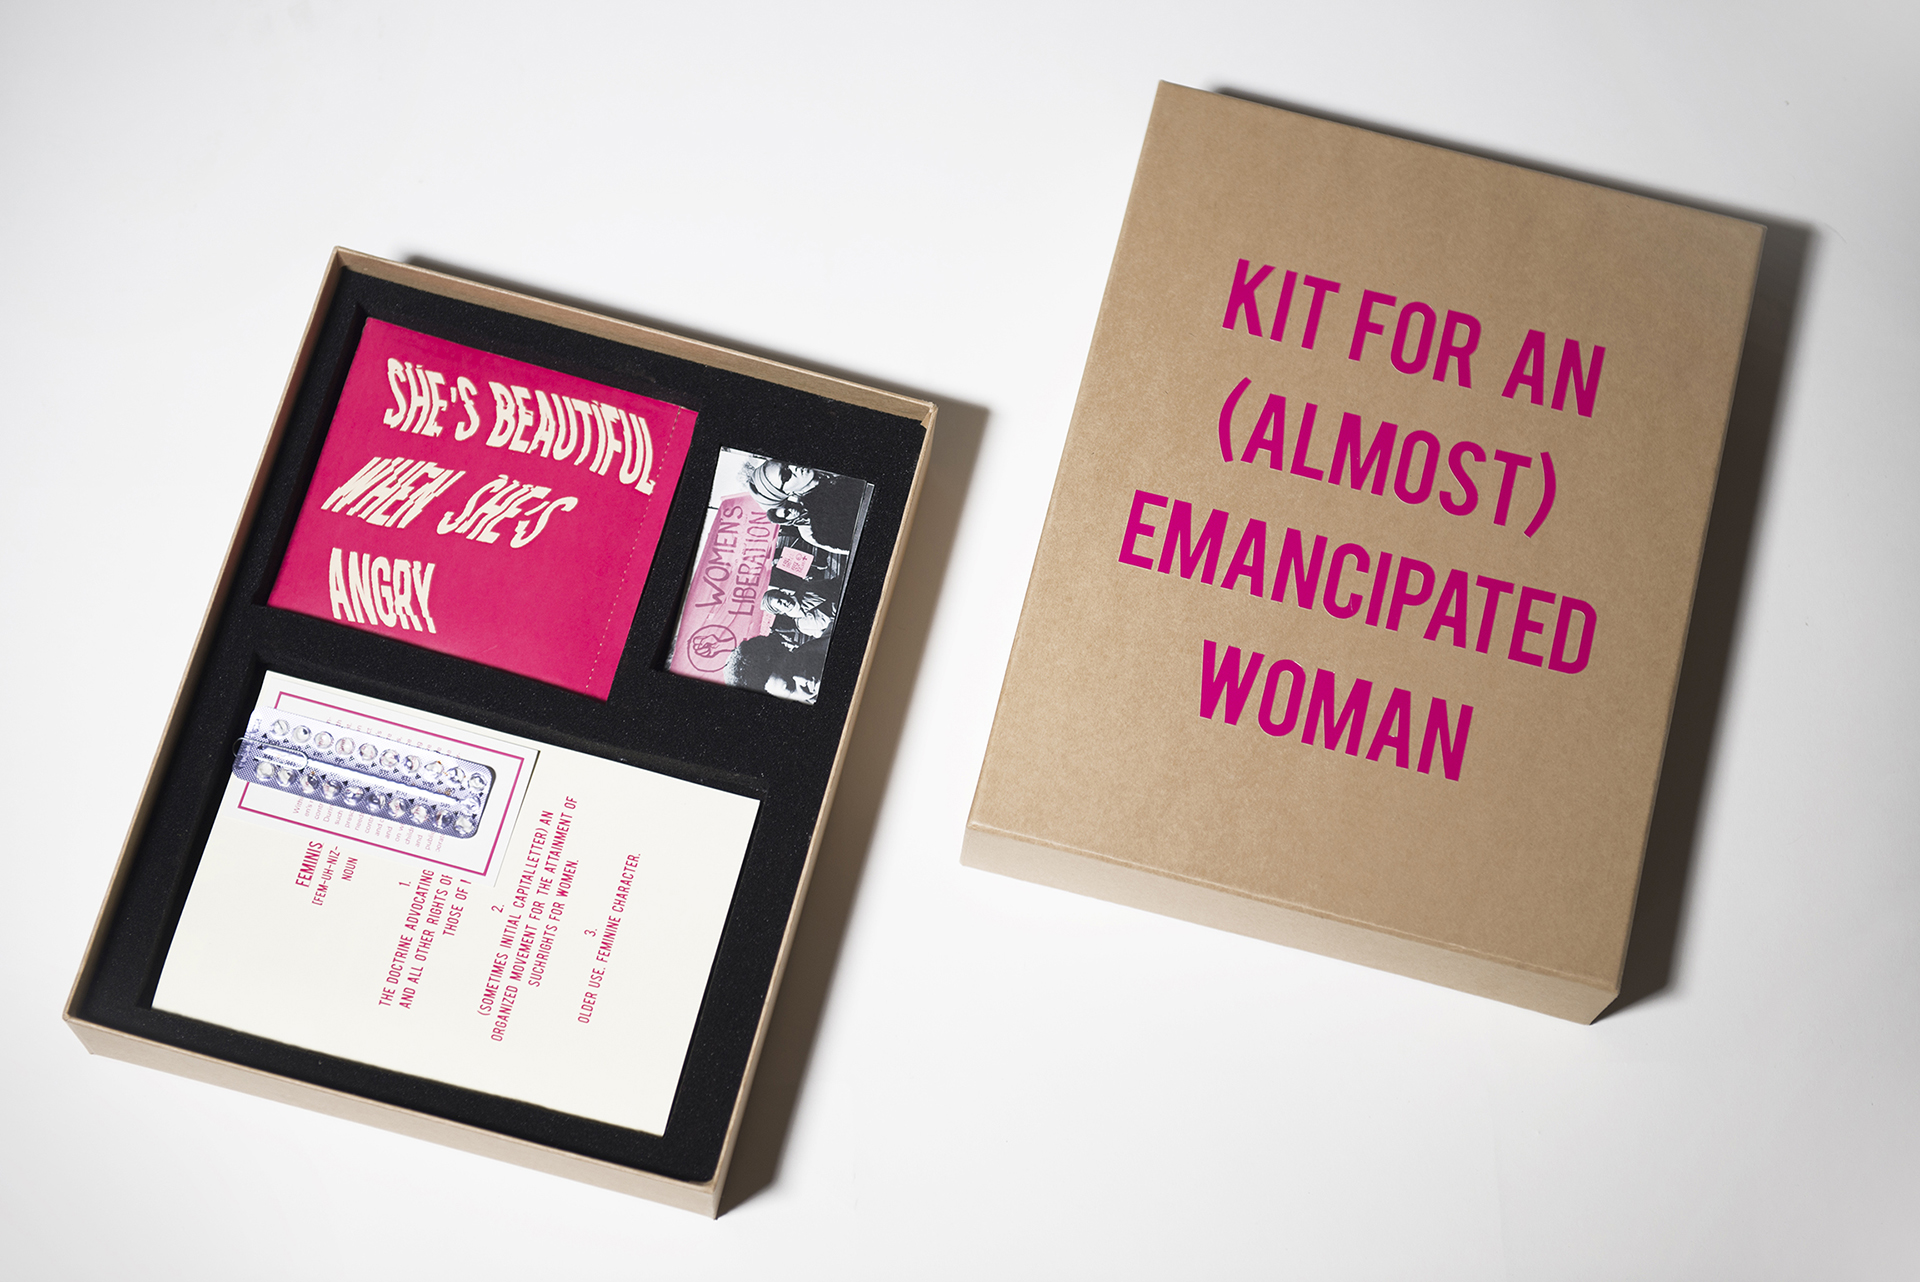 SHE'S BEAUTIFUL
WHEN SHE'S
ANGRY
WOMEN'S
LIBERATION
FEMINIS
[FEM-UH-NIZ-
NOUN
1.
THE DOCTRINE ADVOCATING
AND ALL OTHER RIGHTS OF
THOSE OF
2.
(SOMETIMES INITIAL CAPITALLETTER) AN
ORGANIZED MOVEMENT FOR THE ATTAINMENT OF
SUCHRIGHTS FOR WOMEN.
3.
OLDER USE. FEMININE CHARACTER.
KIT FOR AN
(ALMOST)
EMANCIPATED
WOMAN